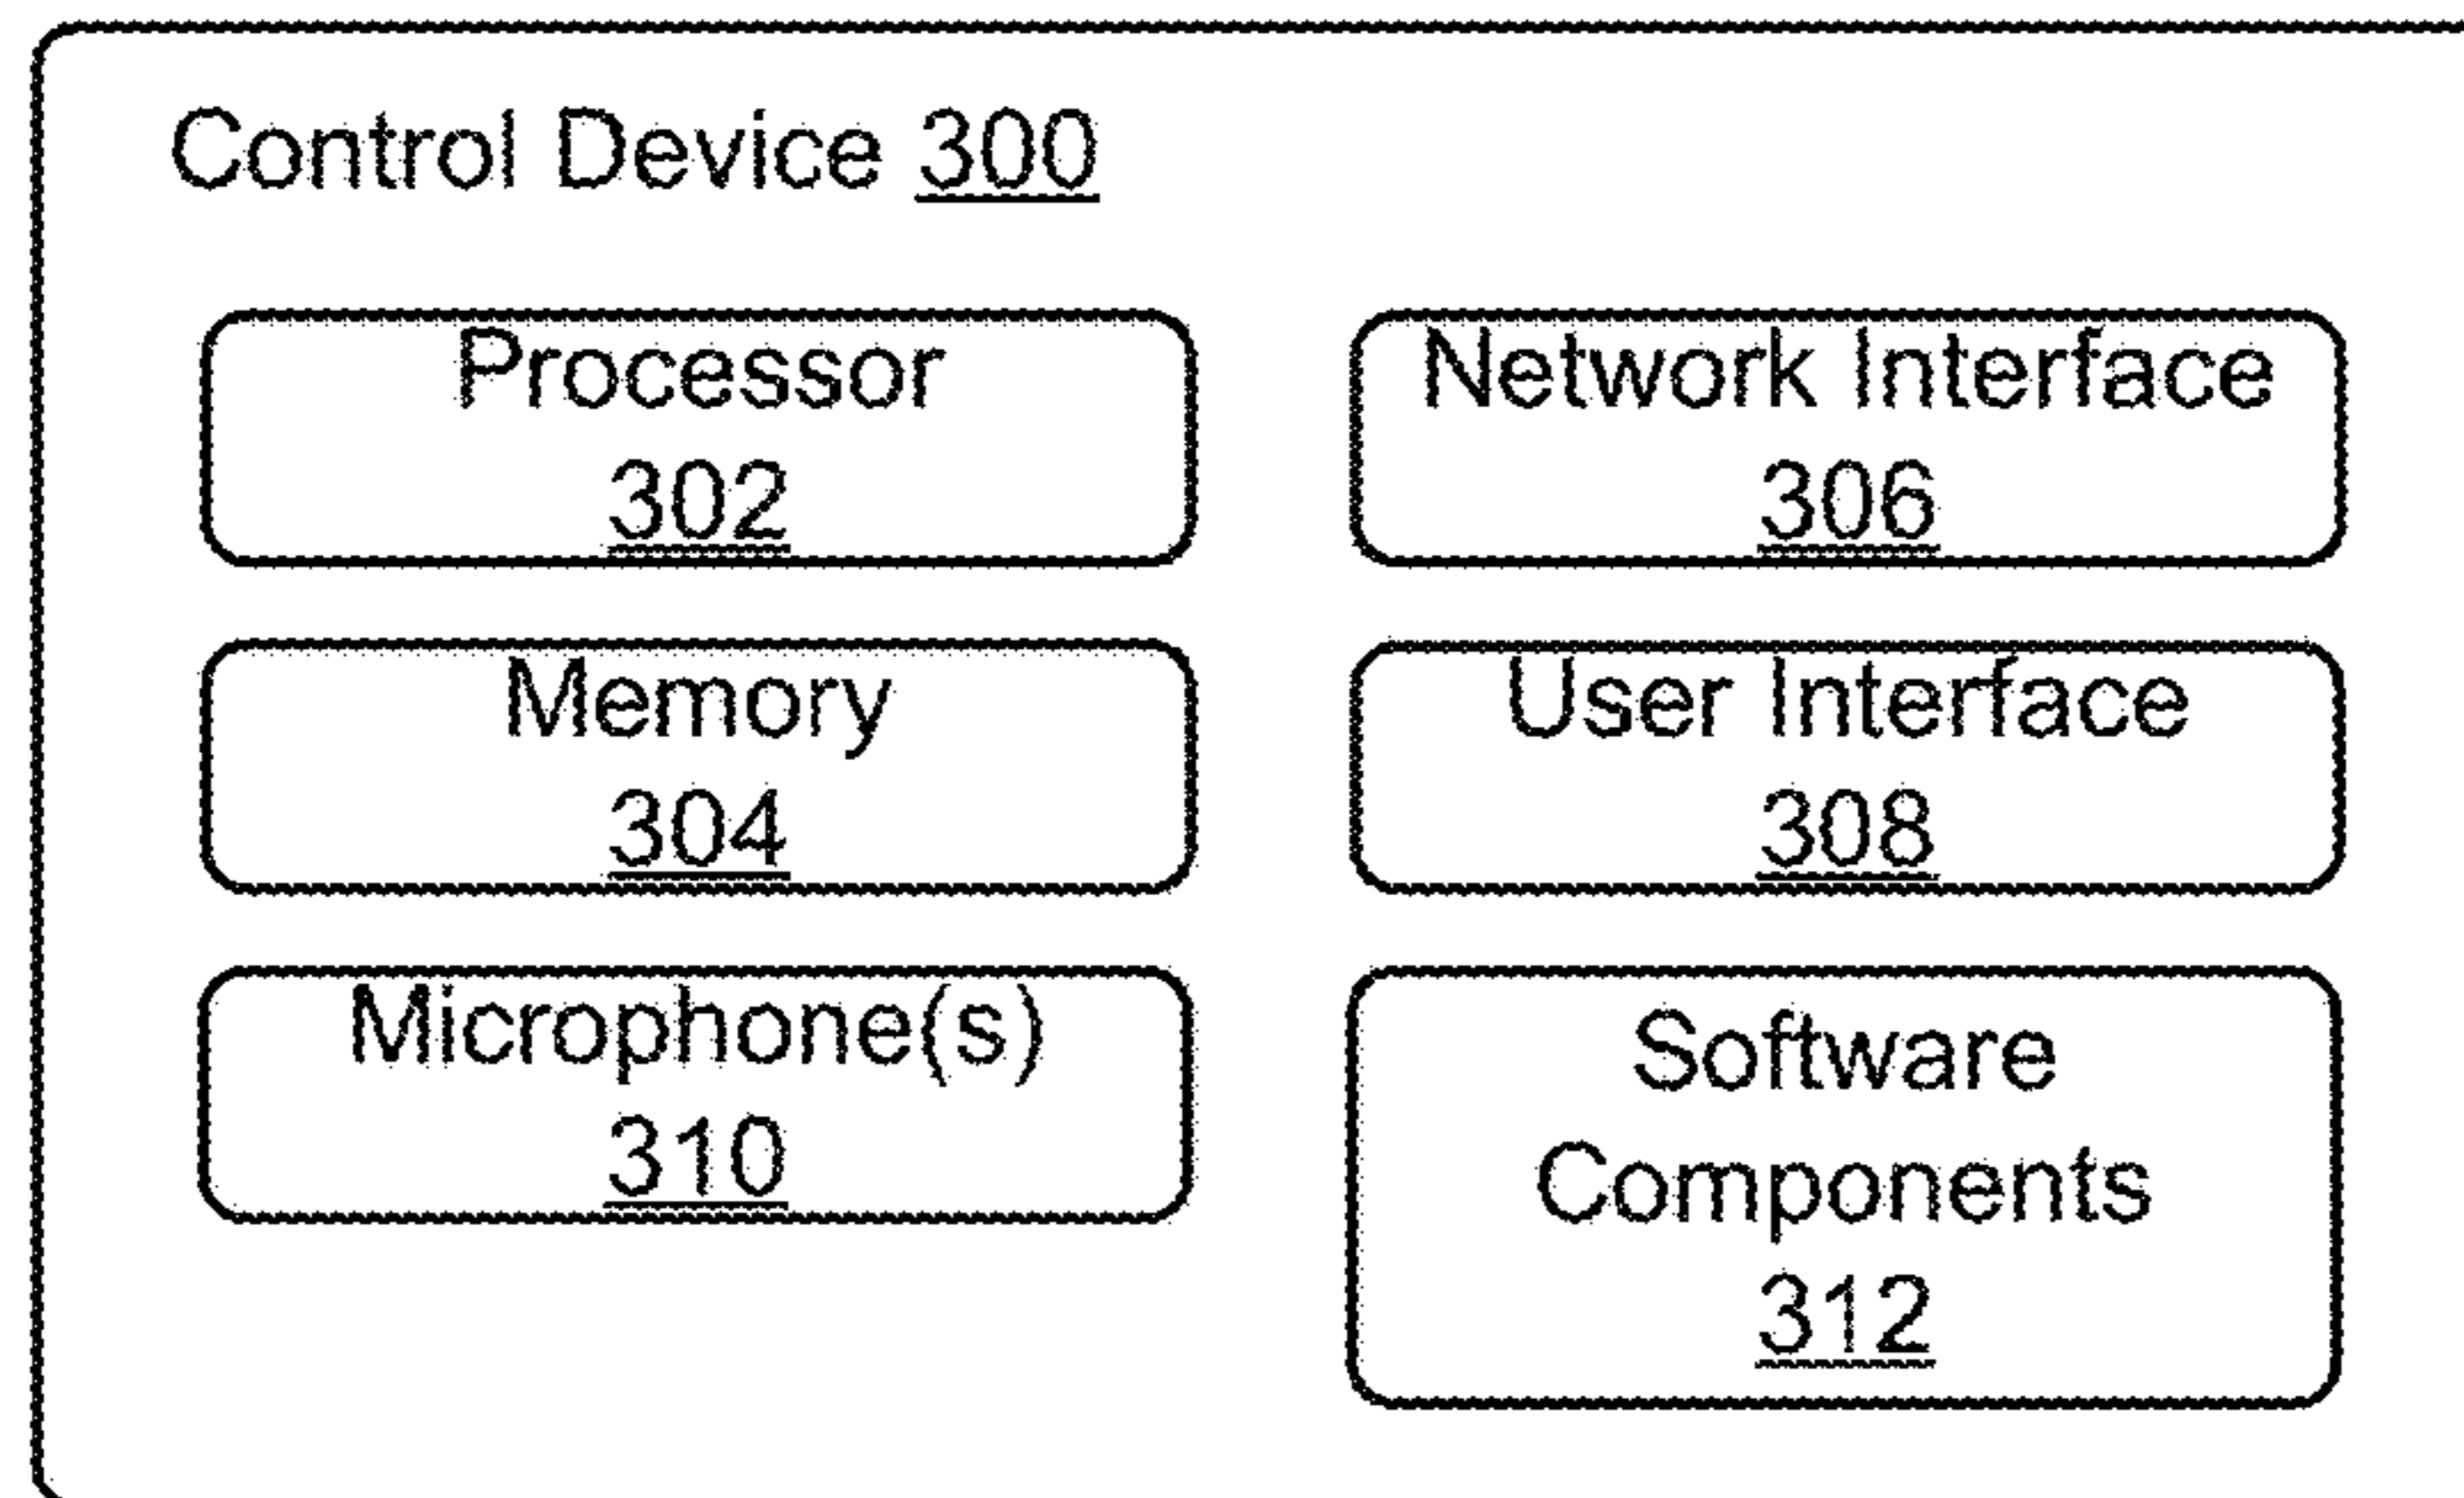 Control Device 300
Processor
302
Network Interface
306
Memory
304
User Interface
308
Microphone(s)
310
Software
Components
312